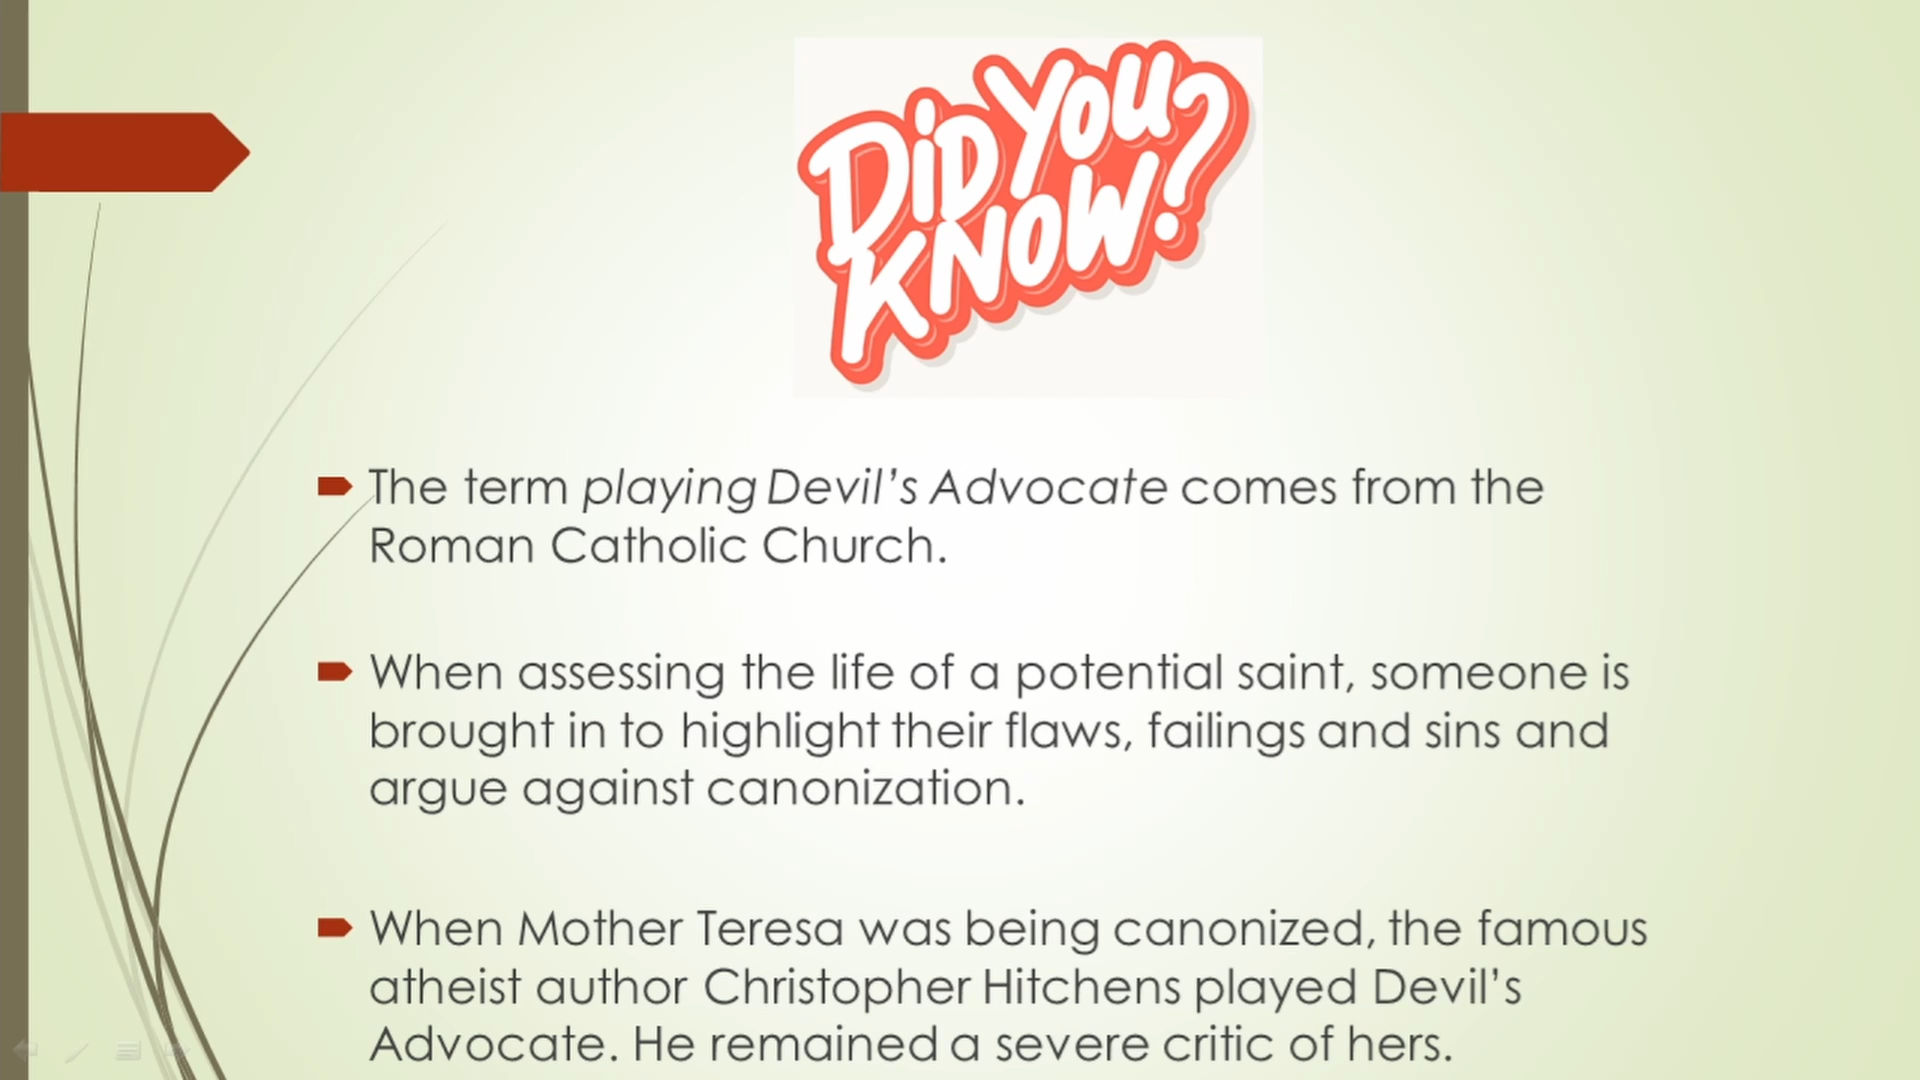 DiD YOU
KNOW?
The term playing Devil's Advocate comes from the
Roman Catholic Church.
When assessing the life of a potential saint, someone is
brought in to highlight their flaws, failings and sins and
argue against canonization.
When Mother Teresa was being canonized, the famous
atheist author Christopher Hitchens played Devil's
Advocate. He remained a severe critic of hers.